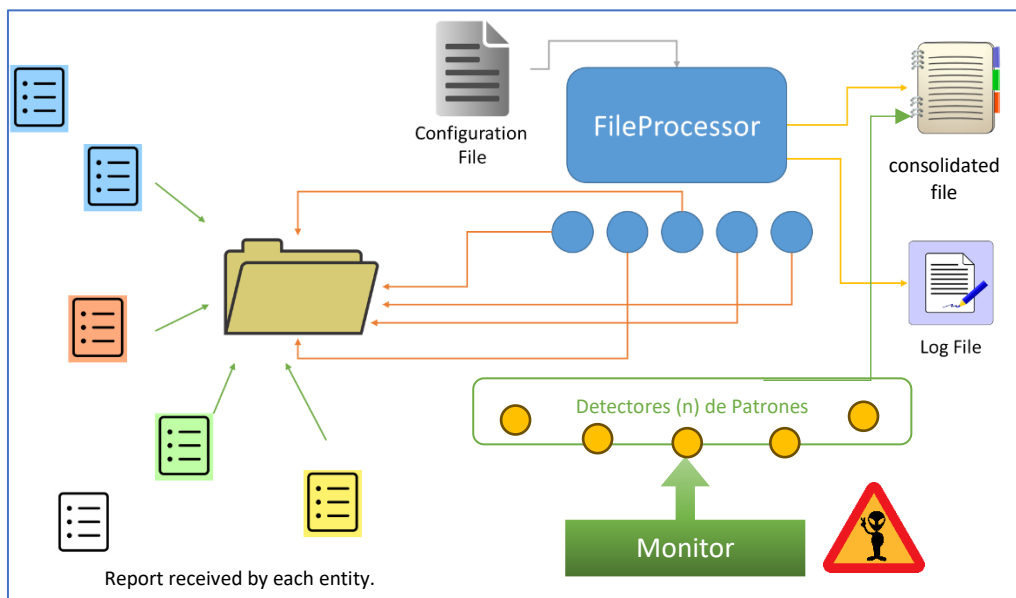 Configuration
File
FileProcessor
consolidated
file
Log File
Detectores (n) de Patrones
Monitor
Report received by each entity.